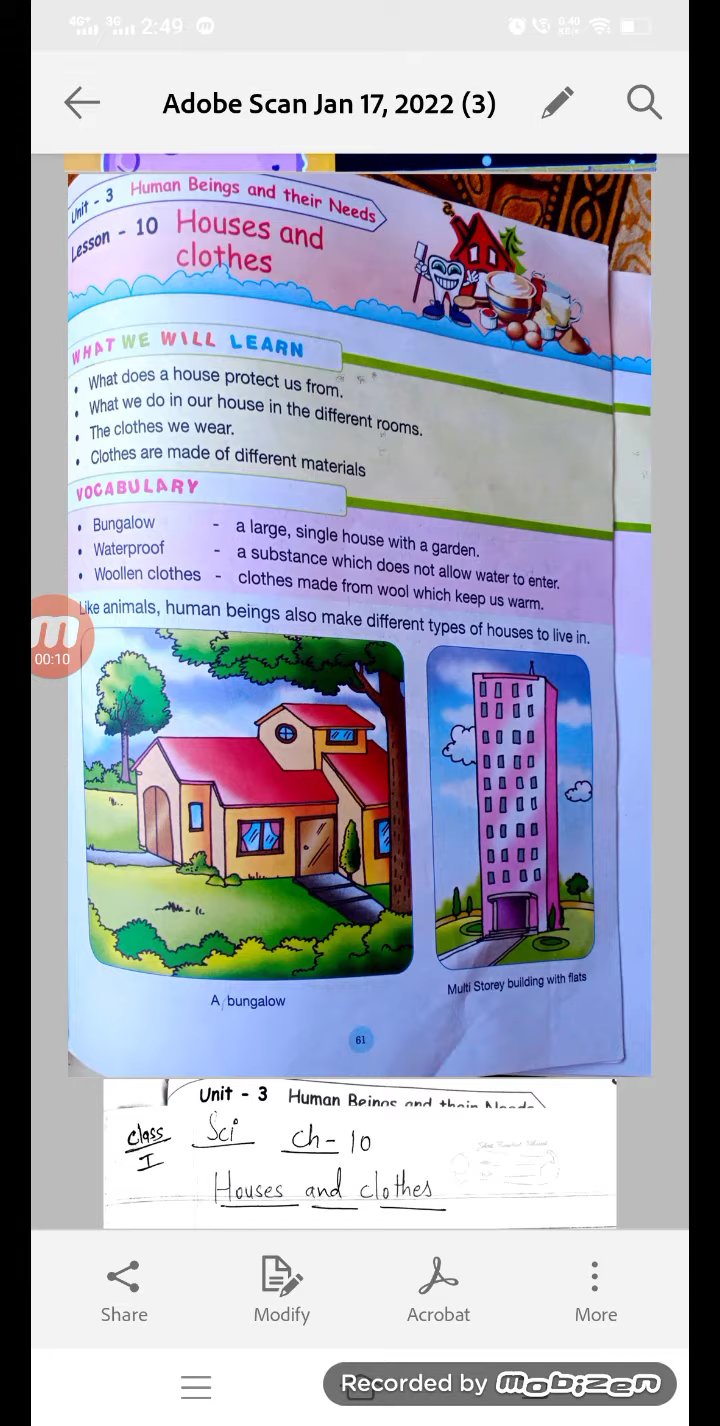 4G+ 3G 2:49
0.40
KB/s
Adobe Scan Jan 17, 2022 (3)
Unit - 3 Human Beings and their Needs
Lesson - 10 Houses and
clothes
WHAT WE WILL LEARN
• What does a house protect us from.
• What we do in our house in the different rooms.
• The clothes we wear.
• Clothes are made of different materials
VOCABULARY
• Bungalow - a large, single house with a garden.
• Waterproof - a substance which does not allow water to enter.
• Woollen clothes - clothes made from wool which keep us warm.
Like animals, human beings also make different types of houses to live in.
00:10
A bungalow
Multi Storey building with flats
61
Unit - 3 Human Beings and their Needs
Class I Sci Ch- 10
Houses and clothes
Share Modify Acrobat More
Recorded by Mobizen